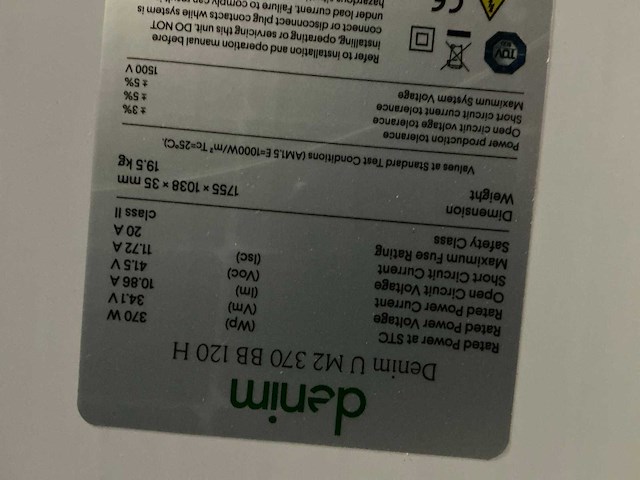 denim
Denim U M2 370 BB 120 H
Rated Power at STC (Wp) 370 W
Rated Power Voltage (Vm) 34.1 V
Rated Power Current (Im) 10.86 A
Open Circuit Voltage (Voc) 41.5 V
Short Circuit Current (Isc) 11.72 A
Maximum Fuse Rating 20 A
Safety Class class II
Dimension 1755 × 1038 × 35 mm
Weight 19.5 kg
Values at Standard Test Conditions (AM1.5 E=1000W/m² Tc=25°C).
Power production tolerance ± 3%
Open circuit voltage tolerance ± 5%
Short circuit current tolerance ± 5%
Maximum System Voltage 1500 V
TÜV
Refer to installation and operation manual before
installing, operating or servicing this unit. DO NOT
connect or disconnect plug contacts while system is
under load current. Failure to comply can
hazardous
CE